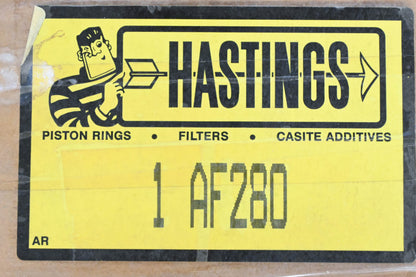 HASTINGS
PISTON RINGS • FILTERS • CASITE ADDITIVES
1 AF280
AR